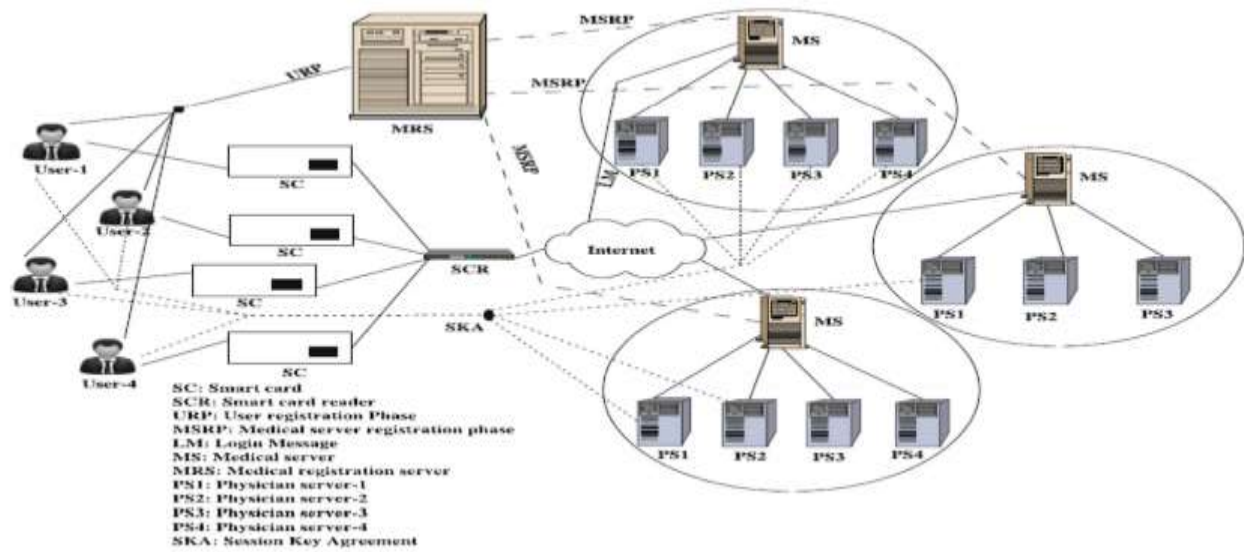 MSRP
MS
URP
MSRP
MRS
User-1
SC
MSRP
PS1
PS2
PS3
PS4
LM
MS
User-2
SC
Internet
SCR
User-3
SC
PS1
PS2
PS3
SKA
MS
User-4
SC
PS1
PS2
PS3
PS4
SC: Smart card
SCR: Smart card reader
URP: User registration Phase
MSRP: Medical server registration phase
LM: Login Message
MS: Medical server
MRS: Medical registration server
PS1: Physician server-1
PS2: Physician server-2
PS3: Physician server-3
PS4: Physician server-4
SKA: Session Key Agreement